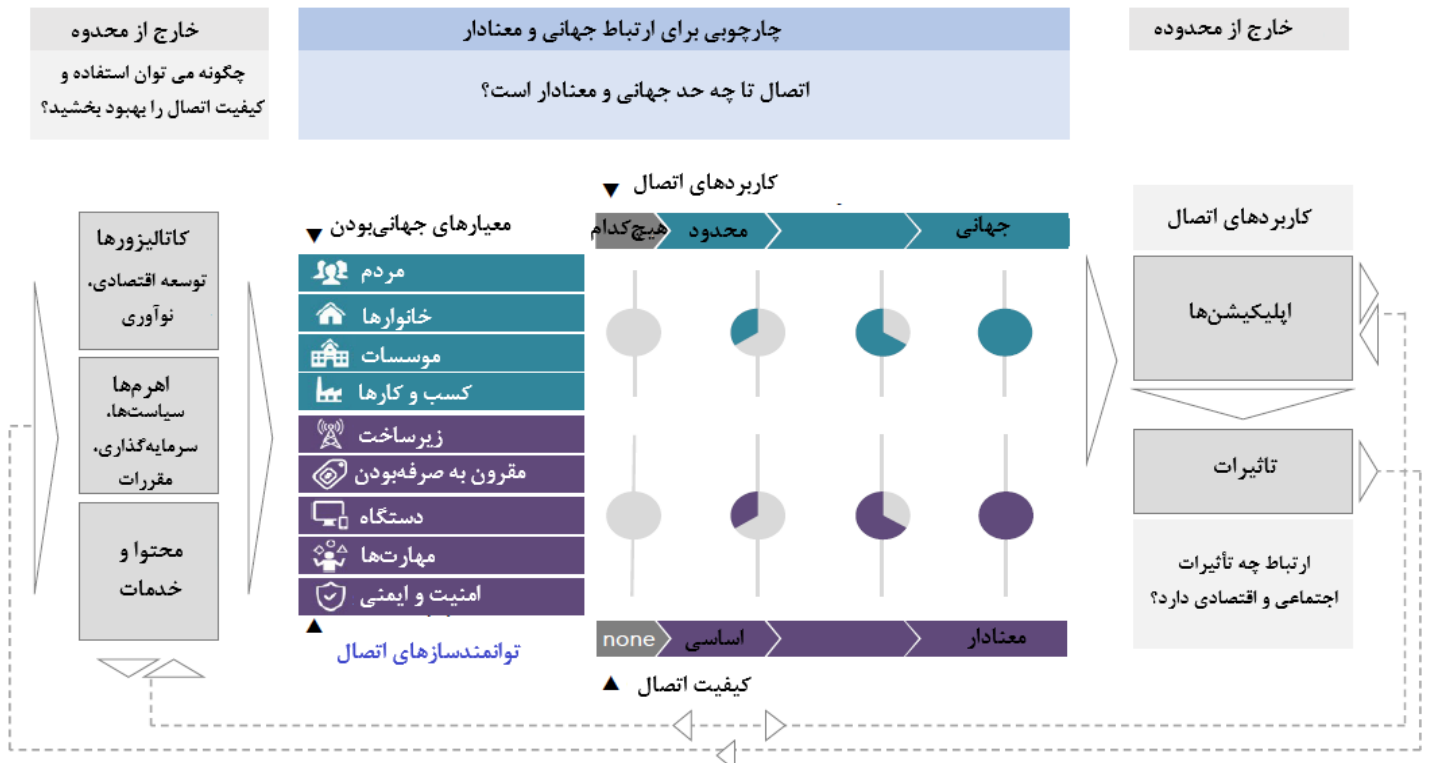 خارج از محدوه
چگونه می توان استفاده و
کیفیت اتصال را بهبود بخشید؟
چارچوبی برای ارتباط جهانی و معنادار
اتصال تا چه حد جهانی و معنادار است؟
خارج از محدوده
کاتالیزورها
توسعه اقتصادی،
نوآوری
اهرم‌ها
سیاست‌ها،
سرمایه‌گذاری،
مقررات
محتوا و
خدمات
معیارهای جهانی‌بودن
مردم
خانوارها
موسسات
کسب و کارها
زیرساخت
مقرون به صرفه‌بودن
دستگاه
مهارت‌ها
امنیت و ایمنی
توانمندسازهای اتصال
کاربردهای اتصال
هیچ‌کدام
محدود
جهانی
none
اساسی
معنادار
کیفیت اتصال
کاربردهای اتصال
اپلیکیشن‌ها
تاثیرات
ارتباط چه تأثیرات
اجتماعی و اقتصادی دارد؟